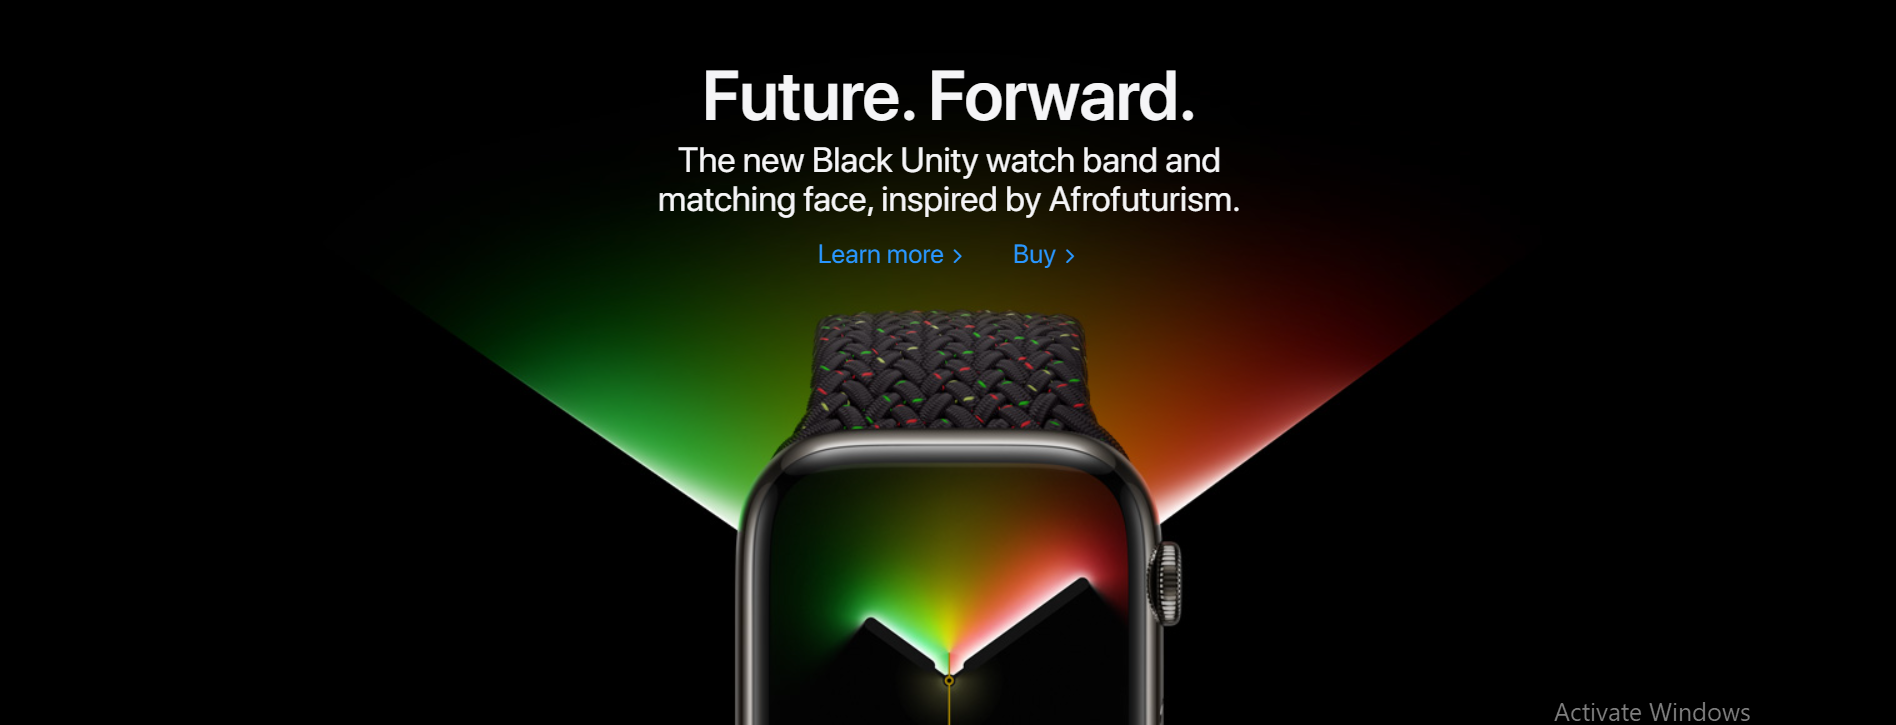 Future. Forward.
The new Black Unity watch band and
matching face, inspired by Afrofuturism.
Learn more >
Buy >
Activate Windows